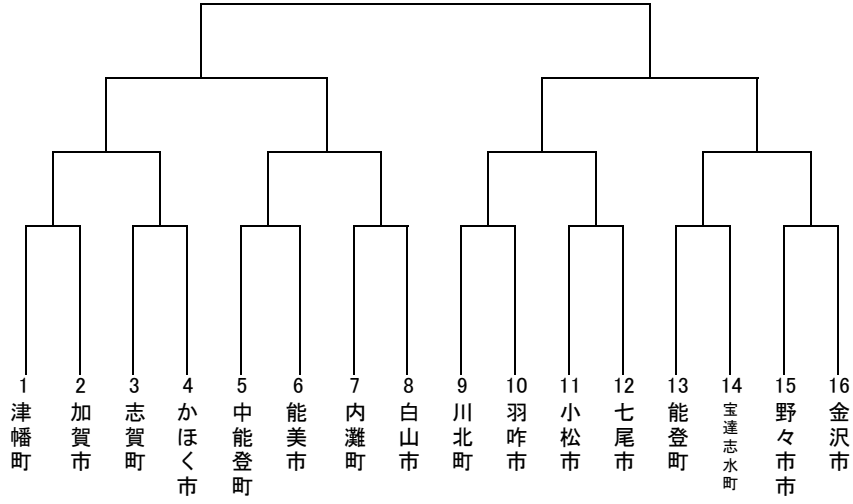 1 津幡町
2 加賀市
3 志賀町
4 かほく市
5 中能登町
6 能美市
7 内灘町
8 白山市
9 川北町
10 羽咋市
11 小松市
12 七尾市
13 能登町
14 宝達志水町
15 野々市市
16 金沢市